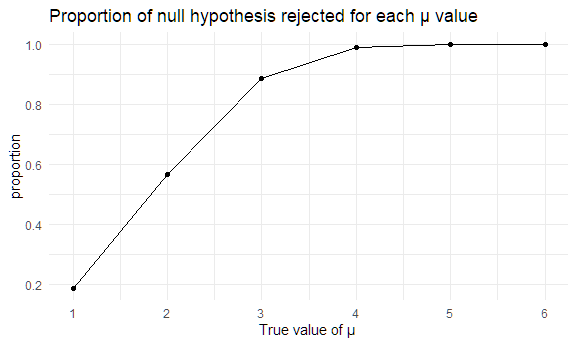 Proportion of null hypothesis rejected for each μ value
1.0
0.8
0.6
0.4
0.2
proportion
1 2 3 4 5 6
True value of μ